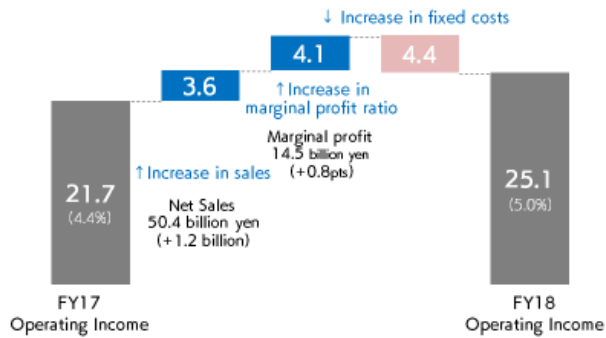 ↓ Increase in fixed costs
4.1
4.4
3.6
↑Increase in
marginal profit ratio
Marginal profit
14.5 billion yen
(+0.8pts)
↑Increase in sales
21.7
(4.4%)
Net Sales
50.4 billion yen
(+1.2 billion)
25.1
(5.0%)
FY17
Operating Income
FY18
Operating Income